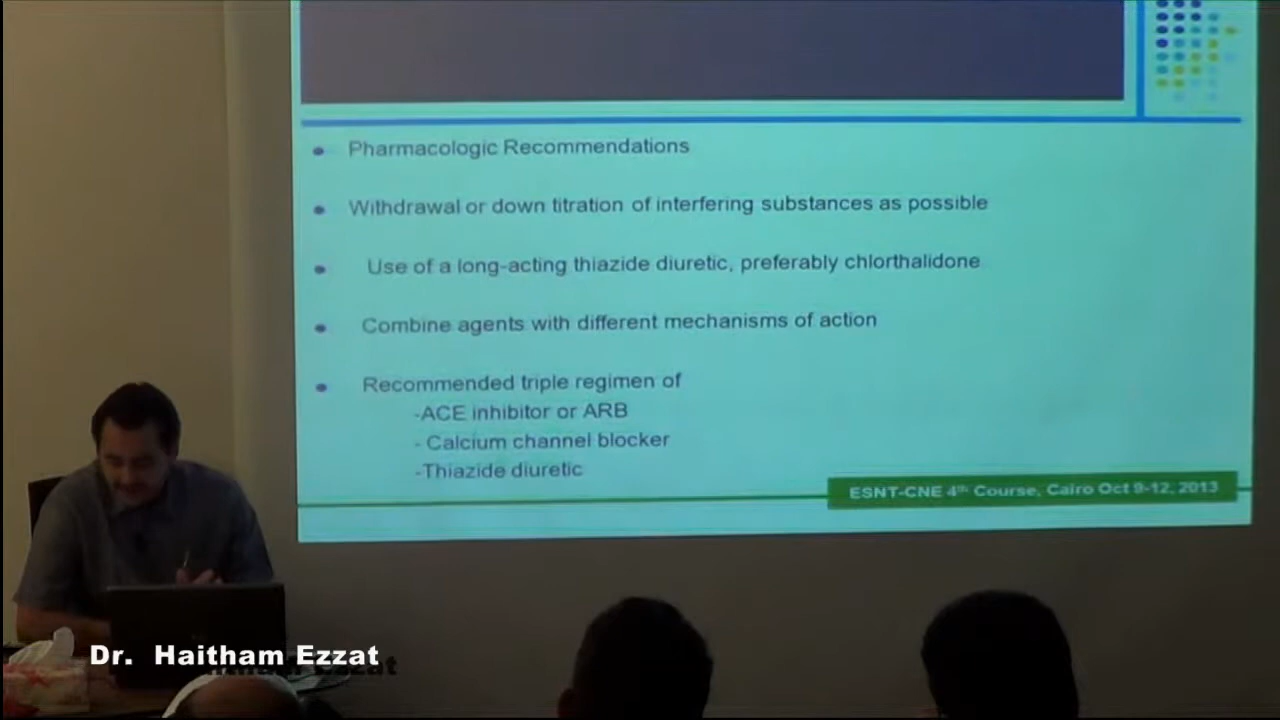 Pharmacologic Recommendations
Withdrawal or down titration of interfering substances as possible
Use of a long-acting thiazide diuretic, preferably chlorthalidone
Combine agents with different mechanisms of action
Recommended triple regimen of
-ACE inhibitor or ARB
- Calcium channel blocker
-Thiazide diuretic
ESNT-CNE 4th Course, Cairo Oct 9-12, 2013
Dr. Haitham Ezzat